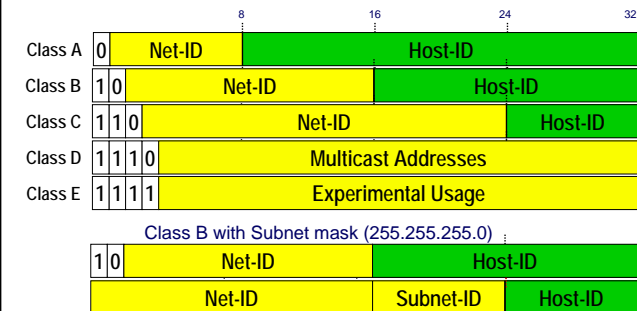 8 16 24 32
Class A 0 Net-ID Host-ID
Class B 1 0 Net-ID Host-ID
Class C 1 1 0 Net-ID Host-ID
Class D 1 1 1 0 Multicast Addresses
Class E 1 1 1 1 Experimental Usage
Class B with Subnet mask (255.255.255.0)
1 0 Net-ID Host-ID
Net-ID Subnet-ID Host-ID